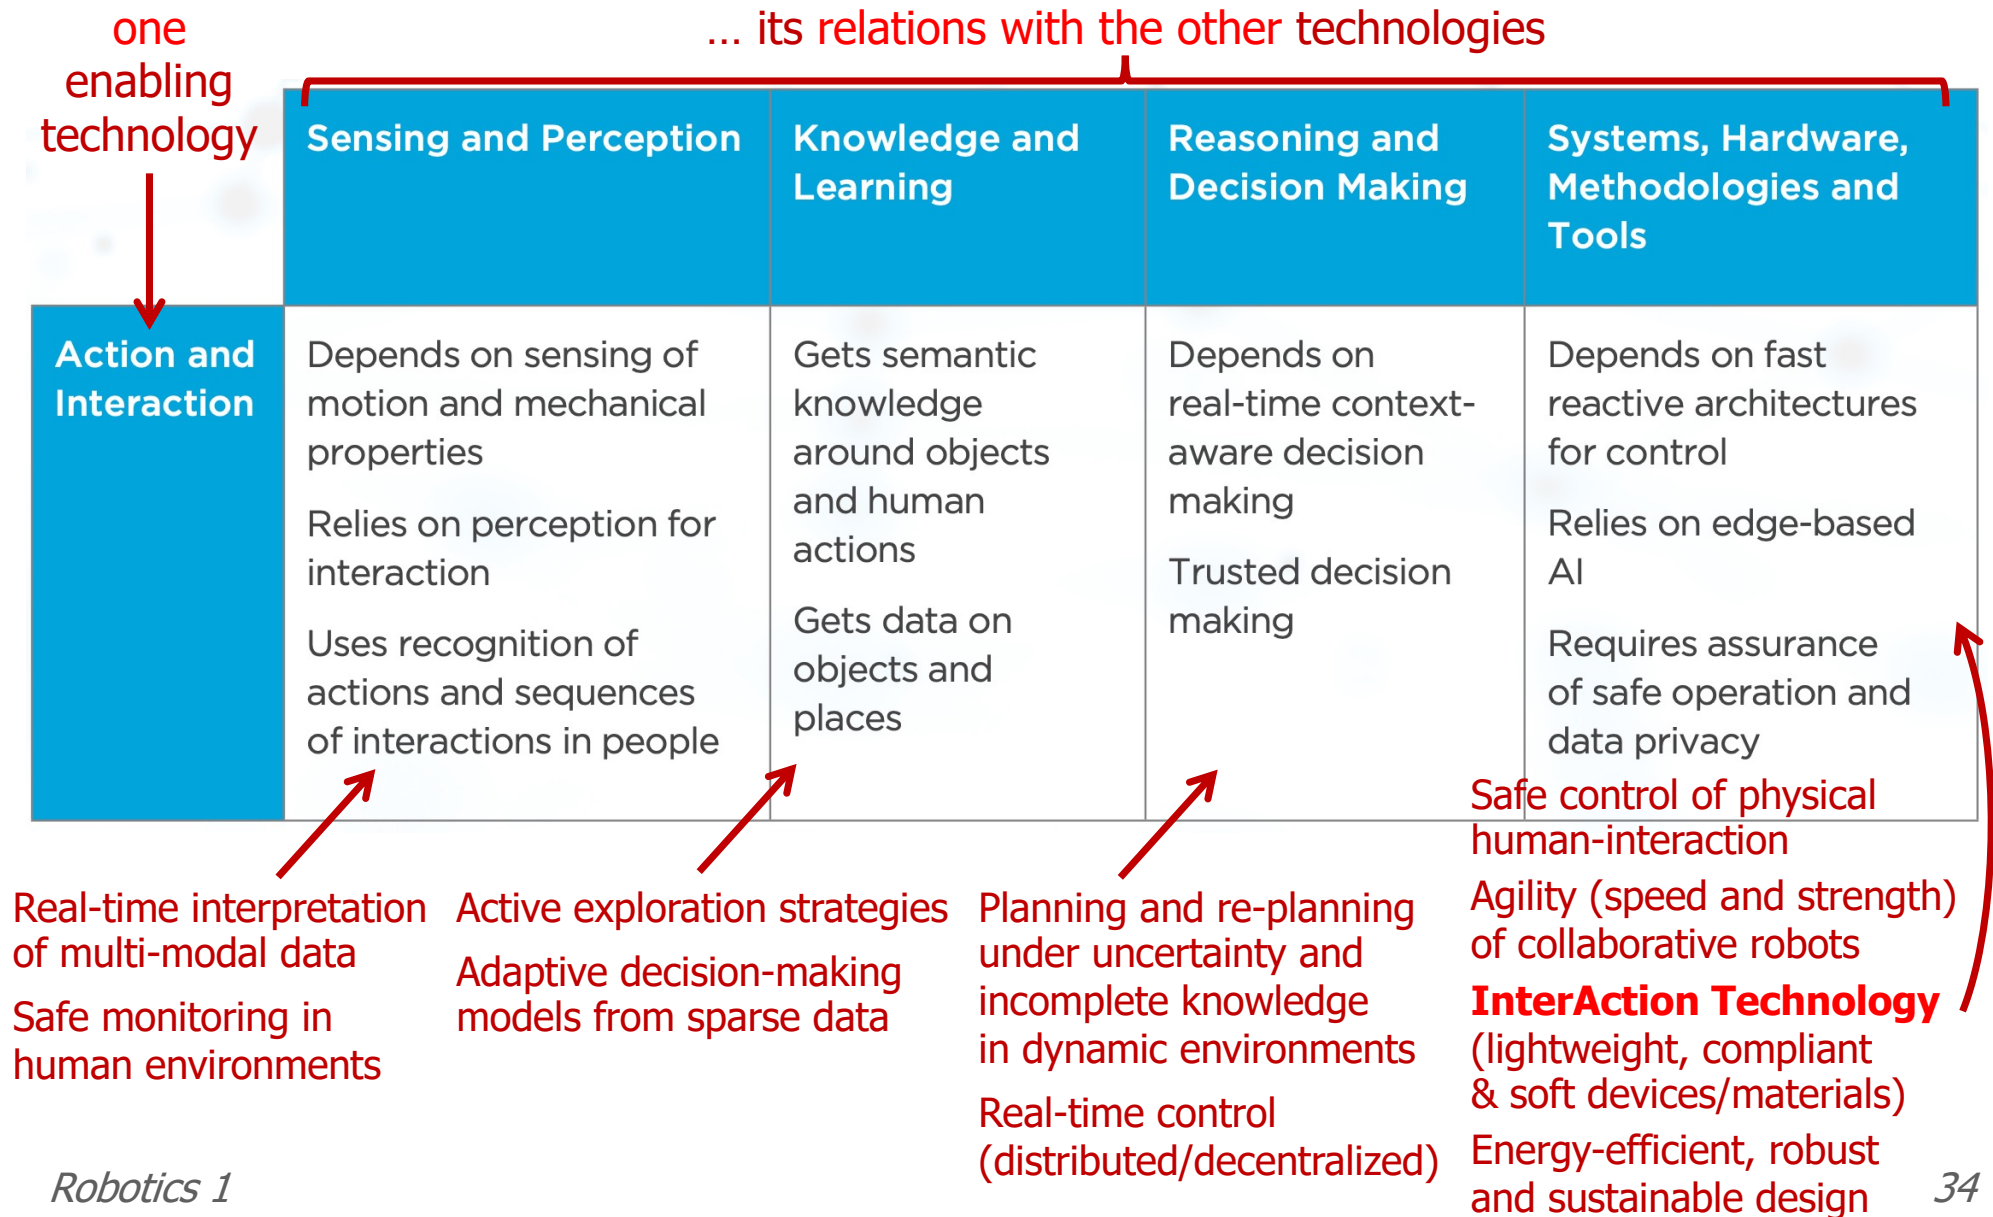 one
enabling
technology
... its relations with the other technologies
Sensing and Perception
Knowledge and
Learning
Reasoning and
Decision Making
Systems, Hardware,
Methodologies and
Tools
Action and
Interaction
Depends on sensing of
motion and mechanical
properties
Relies on perception for
interaction
Uses recognition of
actions and sequences
of interactions in people
Gets semantic
knowledge
around objects
and human
actions
Gets data on
objects and
places
Depends on
real-time context-
aware decision
making
Trusted decision
making
Depends on fast
reactive architectures
for control
Relies on edge-based
AI
Requires assurance
of safe operation and
data privacy
Real-time interpretation
of multi-modal data
Safe monitoring in
human environments
Active exploration strategies
Adaptive decision-making
models from sparse data
Planning and re-planning
under uncertainty and
incomplete knowledge
in dynamic environments
Real-time control
(distributed/decentralized)
Safe control of physical
human-interaction
Agility (speed and strength)
of collaborative robots
InterAction Technology
(lightweight, compliant
& soft devices/materials)
Energy-efficient, robust
and sustainable design
Robotics 1
34